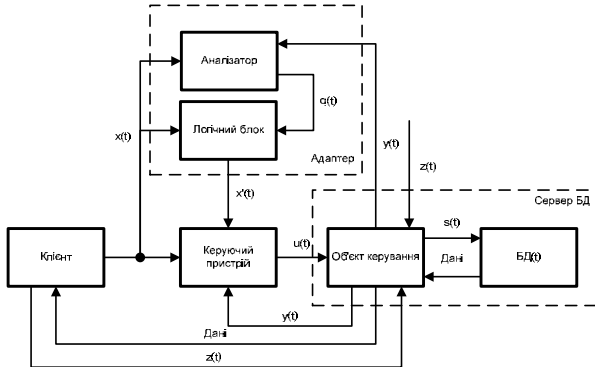 Аналізатор
q(t)
Логічний блок
x(t)
Адаптер
y(t)
z(t)
x'(t)
Сервер БД
s(t)
Клієнт
Керуючий
пристрій
u(t)
Об'єкт керування
Дані
БД(t)
y(t)
Дані
z(t)